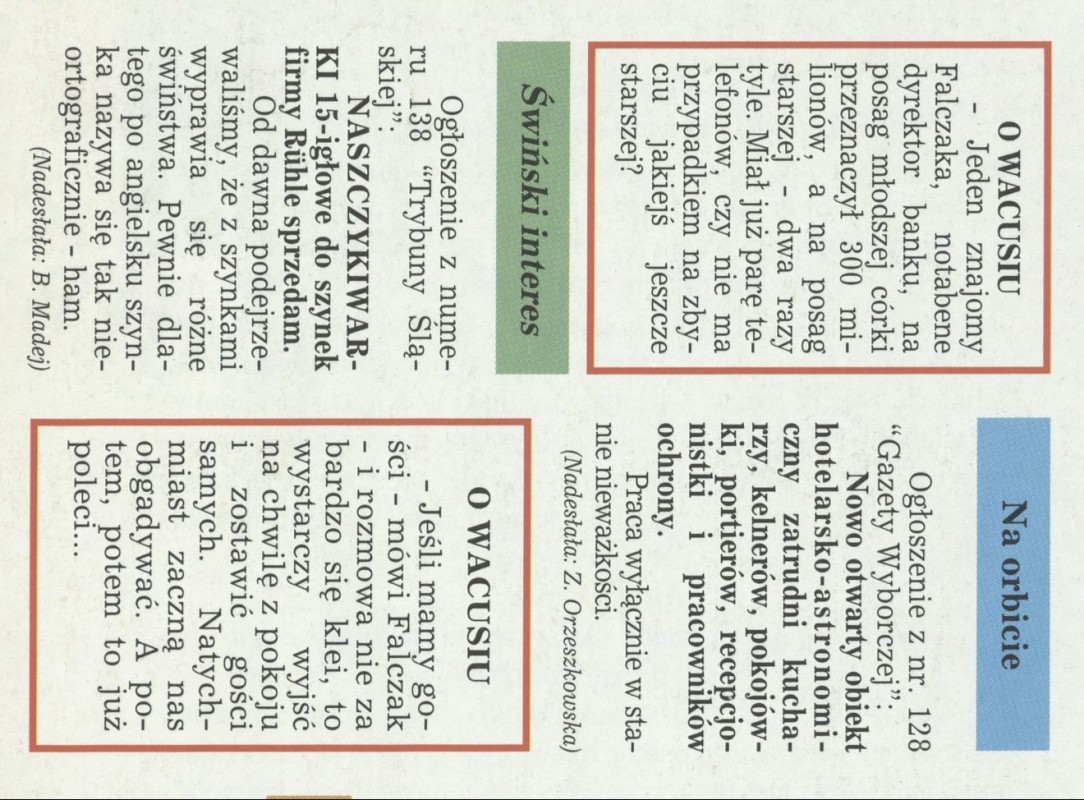 O WACUSIU
- Jeden znajomy
Falczaka, notabene
dyrektor banku, na
posag młodszej córki
przeznaczył 300 mi-
lionów, a na posag
starszej - dwa razy
tyle. Miał już parę te-
lefonów, czy nie ma
przypadkiem na zby-
ciu jakiejś jeszcze
starszej?
Świński interes
Ogłoszenie z nume-
ru 138 “Trybuny Ślą-
skiej”:
NASZCZYKIWAR-
KI 15-igłowe do szynek
firmy Rühle sprzedam.
Od dawna podejrze-
waliśmy, że z szynkami
wyprawia się różne
świństwa. Pewnie dla-
tego po angielsku szyn-
ka nazywa się tak nie-
ortograficznie - ham.
(Nadesłała. B. Madej)
Na orbicie
Ogłoszenie z nr. 128
“Gazety Wyborczej”:
Nowo otwarty obiekt
hotelarsko-astronomi-
czny zatrudni kucha-
rzy, kelnerów, pokojów-
ki, portierów, recepcjo-
nistki i pracowników
ochrony.
Praca wyłącznie w sta-
nie nieważkości.
(Nadesłała: Z. Orzeszkowska)
O WACUSIU
- Jeśli mamy go-
ści - mówi Falczak
i rozmowa nie za
bardzo się klei, to
wystarczy wyjść
na chwilę z pokoju
i zostawić gości
samych. Natych-
miast zaczną nas
obgadywać. A po-
tem, potem to już
poleci...